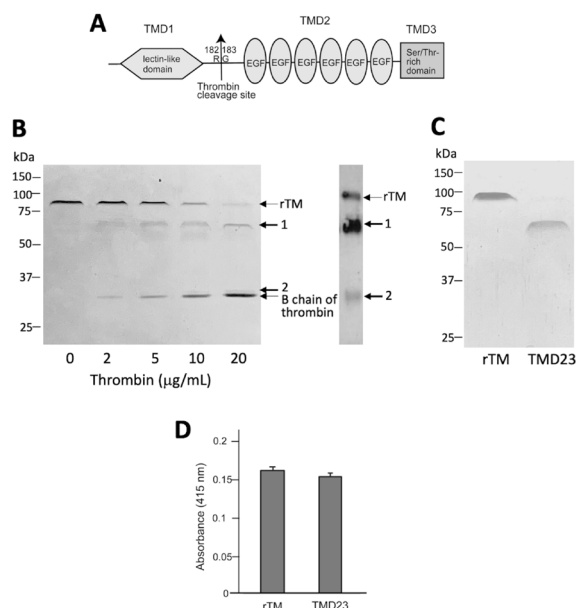 A
TMD1
TMD2
TMD3
lectin-like
domain
182 183
R G
EGF EGF EGF EGF EGF EGF
Ser/Thr-
rich
domain
Thrombin
cleavage site
B
kDa
150
100
75
50
37
25
rTM
1
2
B chain of
thrombin
0 2 5 10 20
Thrombin (μg/mL)
rTM
1
2
C
kDa
150
100
75
50
37
25
rTM TMD23
D
Absorbance (415 nm)
0.2
0.15
0.1
0.05
0
rTM TMD23